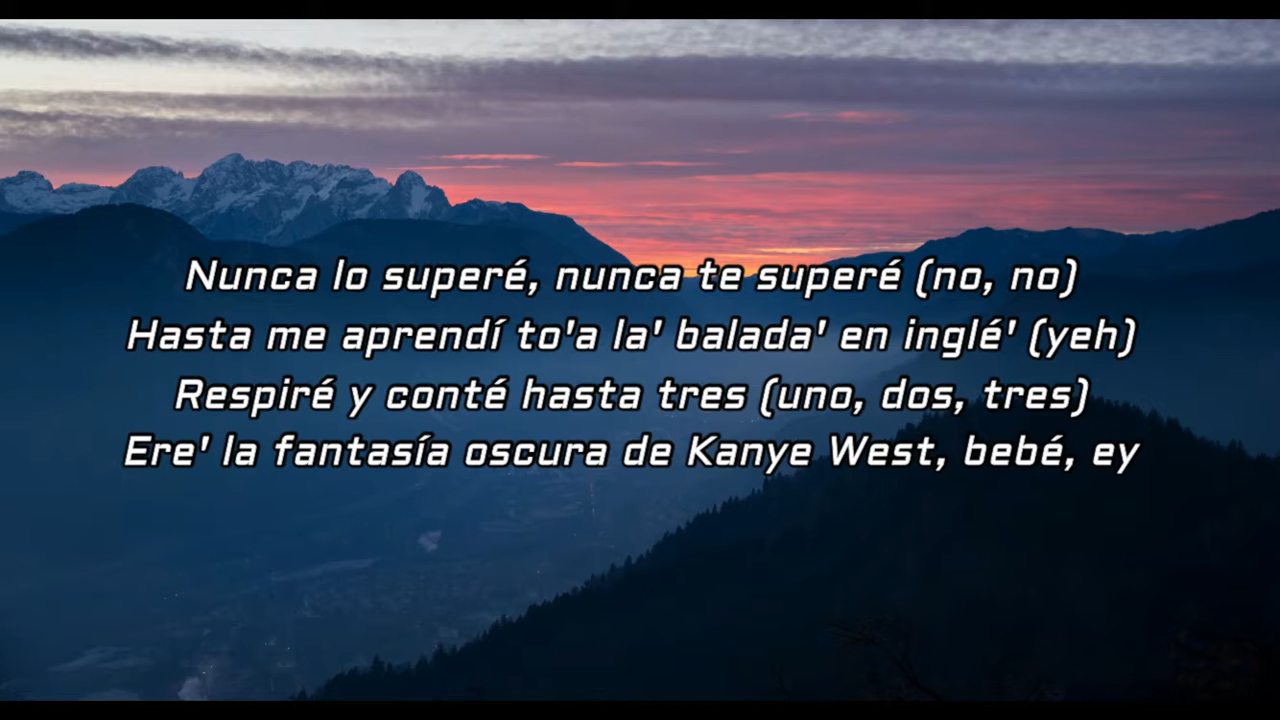 Nunca lo superé, nunca te superé (no, no)
Hasta me aprendí to'a la' balada' en inglé' (yeh)
Respiré y conté hasta tres (uno, dos, tres)
Ere' la fantasía oscura de Kanye West, bebé, ey